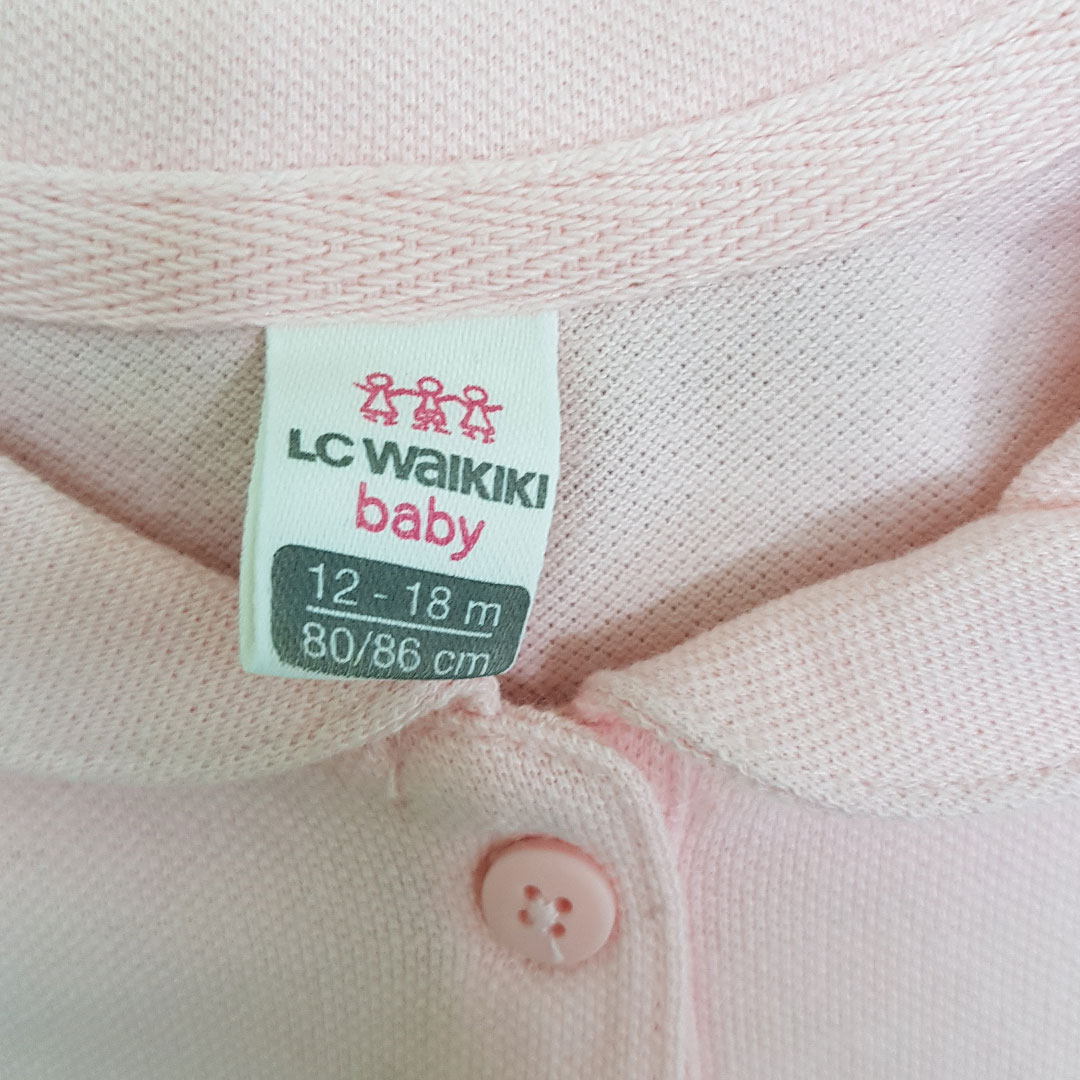 LC WAIKIKI
baby
12 - 18 m
80/86 cm